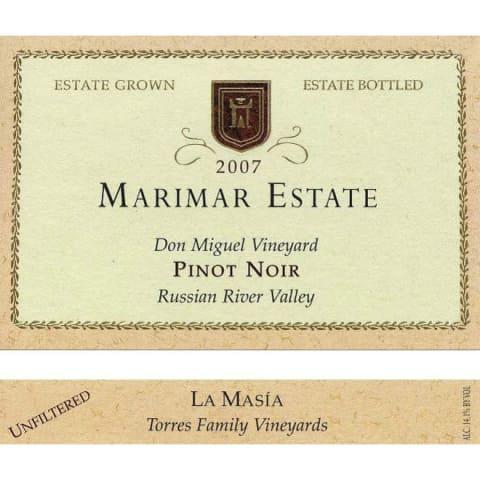 ESTATE GROWN
ESTATE BOTTLED
2007
MARIMAR ESTATE
Don Miguel Vineyard
PINOT NOIR
Russian River Valley
UNFILTERED
LA MASÍA
Torres Family Vineyards
ALC. 14.1% BY VOL